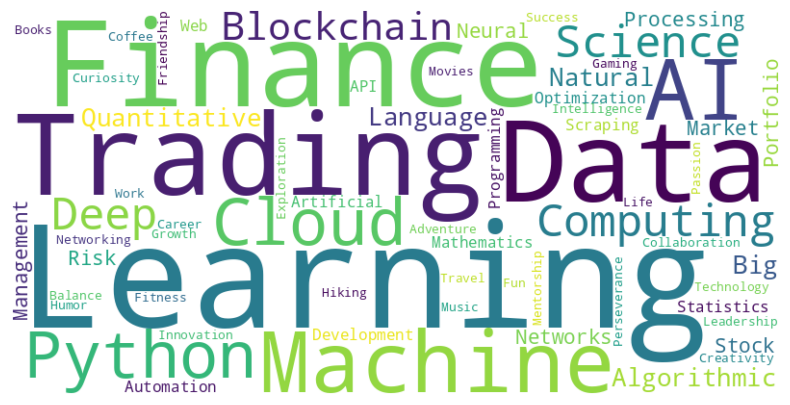 Books
Coffee
Friendship
Web
Blockchain
Neural
Success
Processing
Finance
Science
Curiosity
API
Movies
Gaming
Natural
AI
Optimization
Intelligence
Portfolio
Trading
Quantitative
Language
Programming
Data
Scraping
Market
Passion
Exploration
Work
Life
Management
Deep
Career
Growth
Cloud
Artificial
Adventure
Mathematics
Computing
Collaboration
Networking
Risk
Learning
Big
Balance
Humor
Fitness
Hiking
Travel
Fun
Music
Mentorship
Perseverance
Technology
Statistics
Leadership
Python
Innovation
Machine
Development
Networks
Stock
Creativity
Automation
Algorithmic